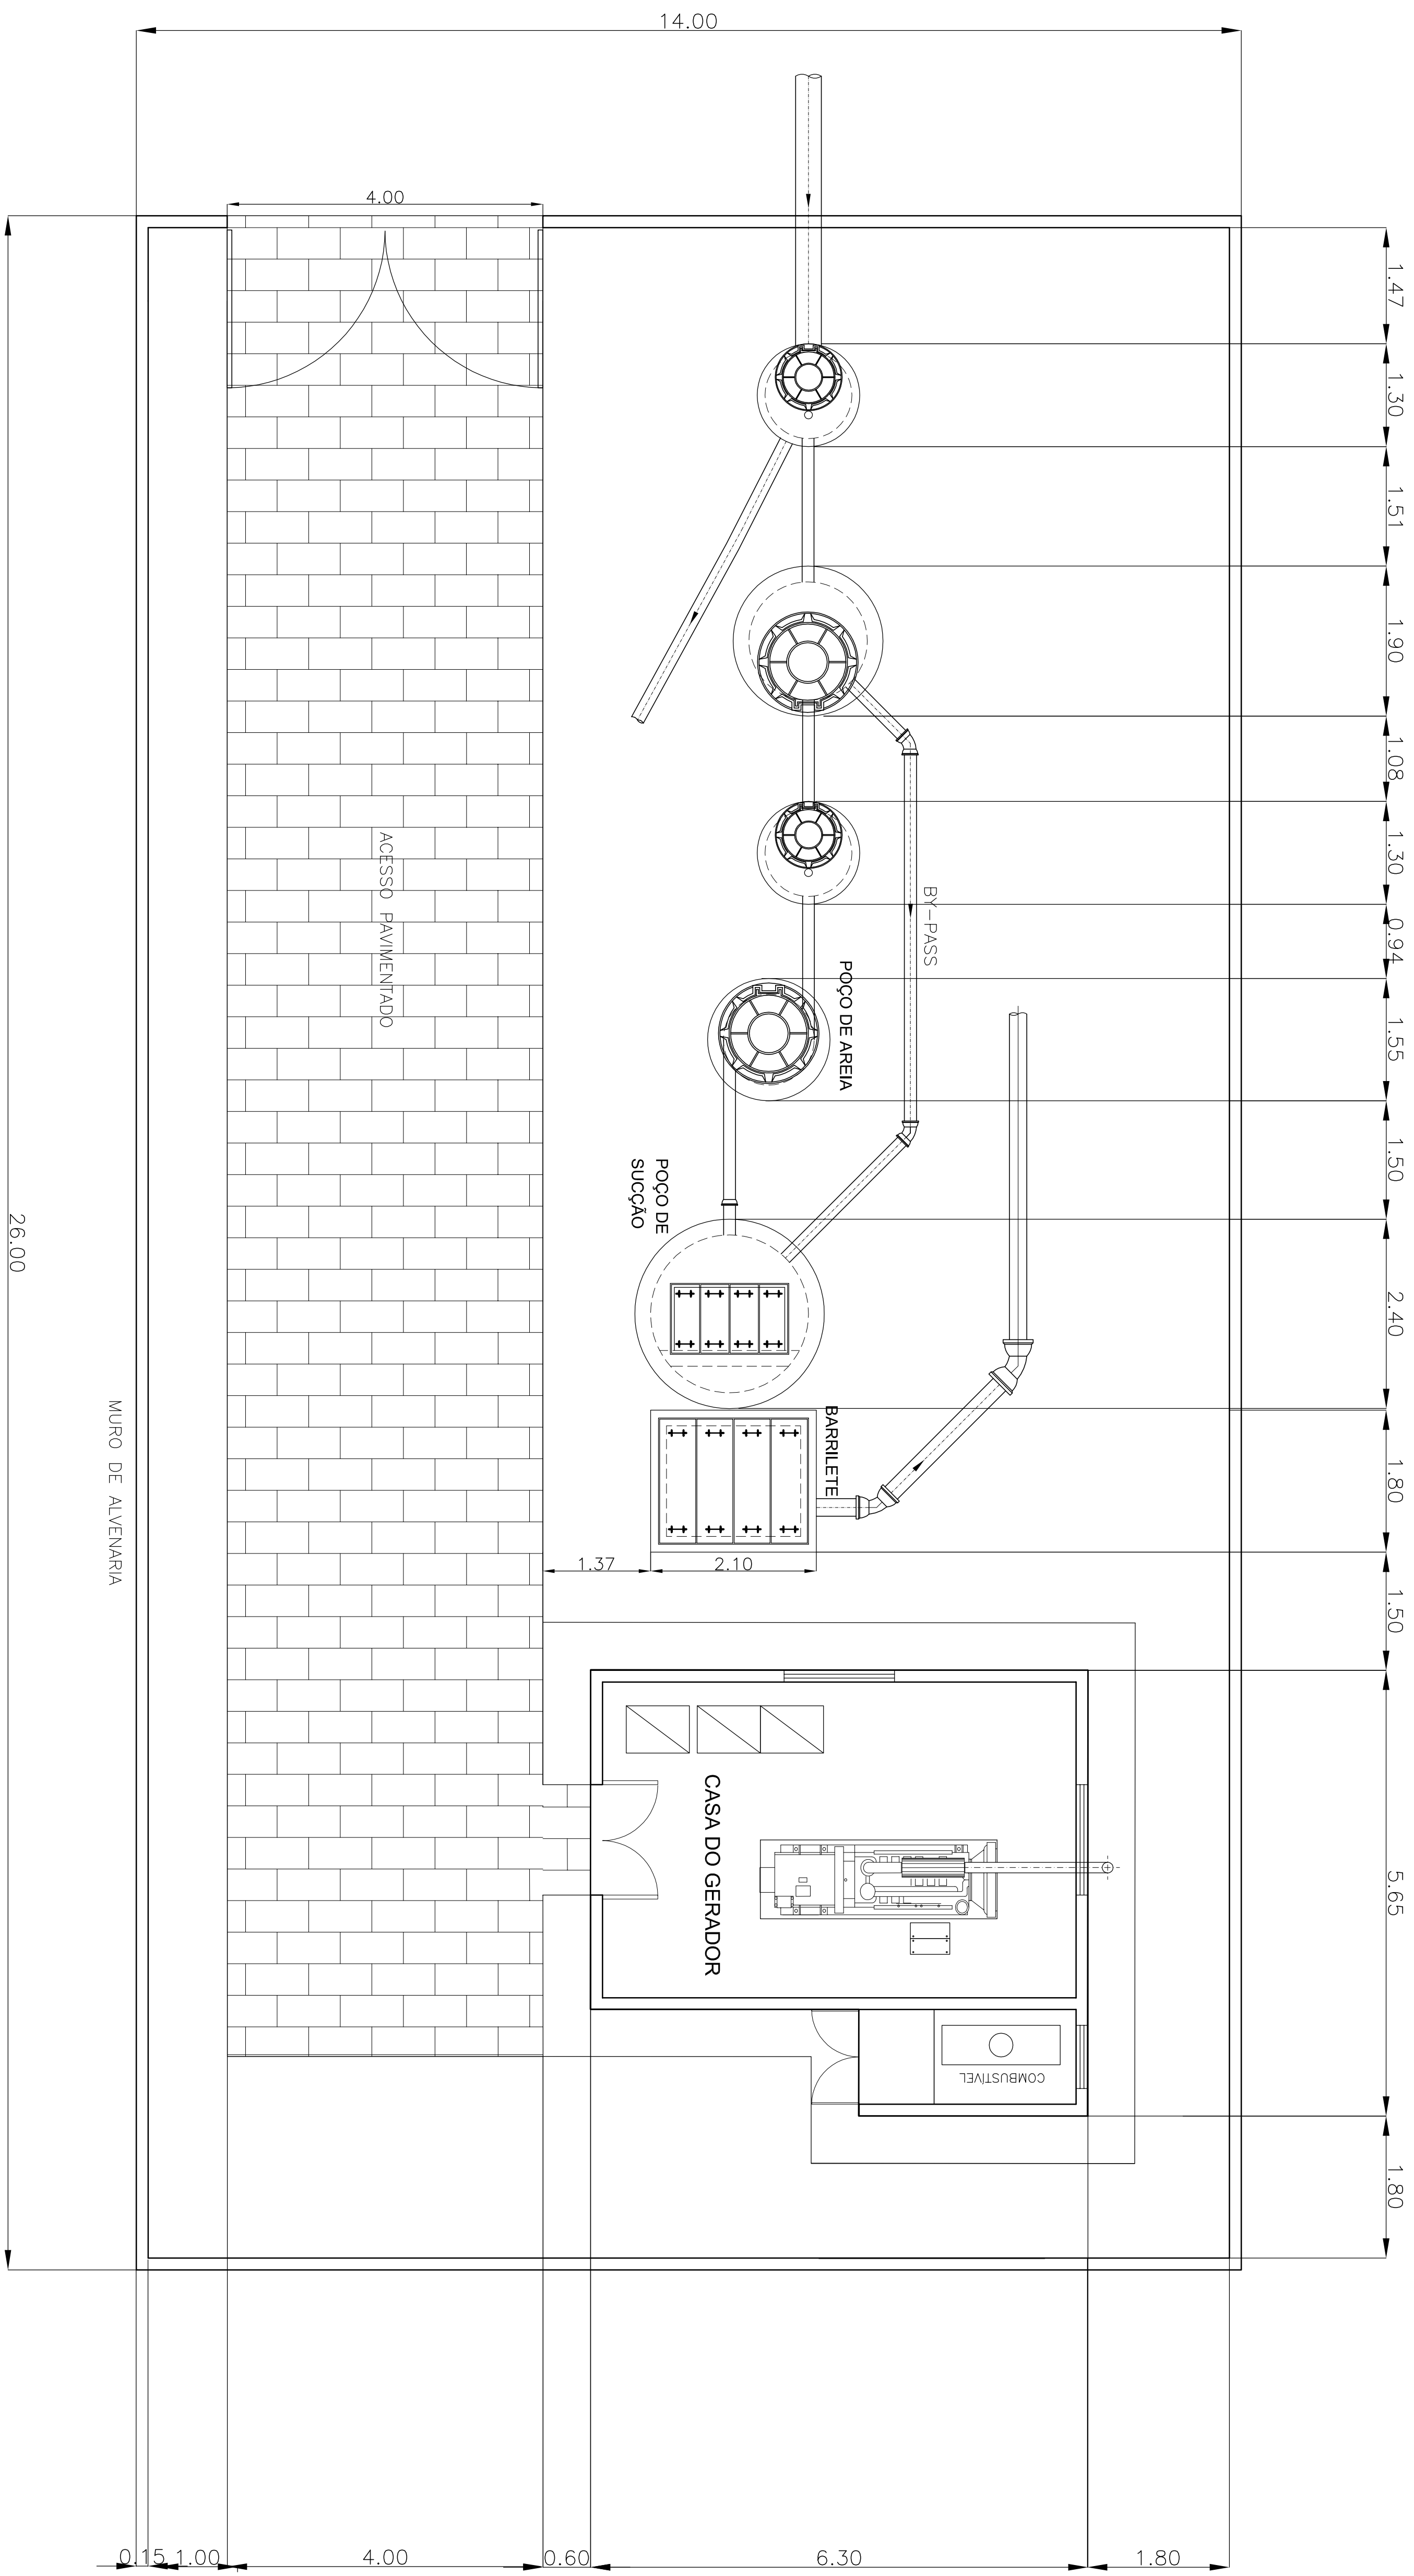 14.00
4.00
1.47
1.30
1.51
1.90
1.08
1.30
0.94
1.55
1.50
2.40
1.80
1.50
5.65
1.80
ACESSO PAVIMENTADO
BY-PASS
POÇO DE AREIA
POÇO DE
SUCÇÃO
26.00
BARRILETE
MURO DE ALVENARIA
1.37
2.10
CASA DO GERADOR
COMBUSTÍVEL
0.15
1.00
4.00
0.60
6.30
1.80